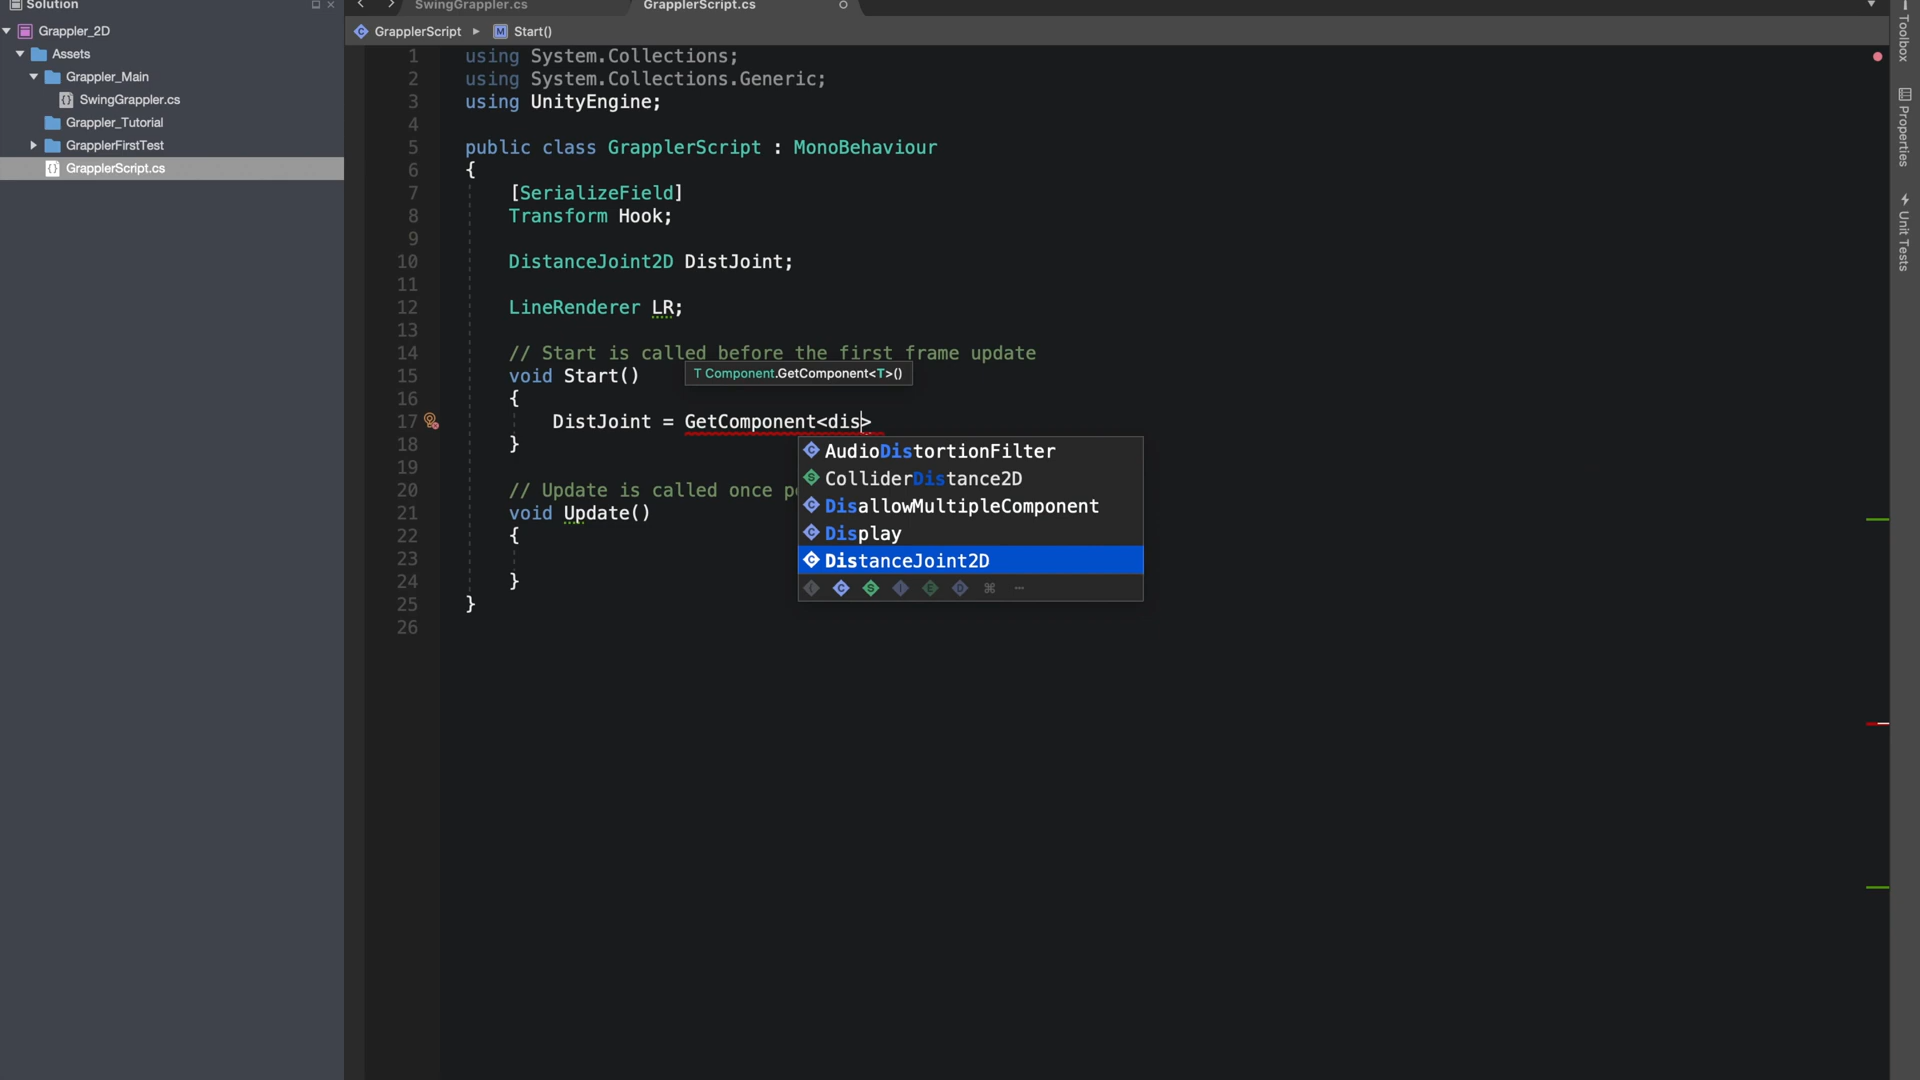 Solution
SwingGrappler.cs
GrapplerScript.cs
Grappler_2D
Assets
Grappler_Main
SwingGrappler.cs
Grappler_Tutorial
GrapplerFirstTest
GrapplerScript.cs
GrapplerScript
M Start()
1 using System.Collections;
2 using System.Collections.Generic;
3 using UnityEngine;
4
5 public class GrapplerScript : MonoBehaviour
6 {
7 [SerializeField]
8 Transform Hook;
9
10 DistanceJoint2D DistJoint;
11
12 LineRenderer LR;
13
14 // Start is called before the first frame update
15 void Start()
T Component.GetComponent<T>()
16 {
17 DistJoint = GetComponent<dis>
18 }
19
20 // Update is called once p
21 void Update()
22 {
23
24 }
25 }
26
AudioDistortionFilter
ColliderDistance2D
DisallowMultipleComponent
Display
DistanceJoint2D
Toolbox
Properties
Unit Tests